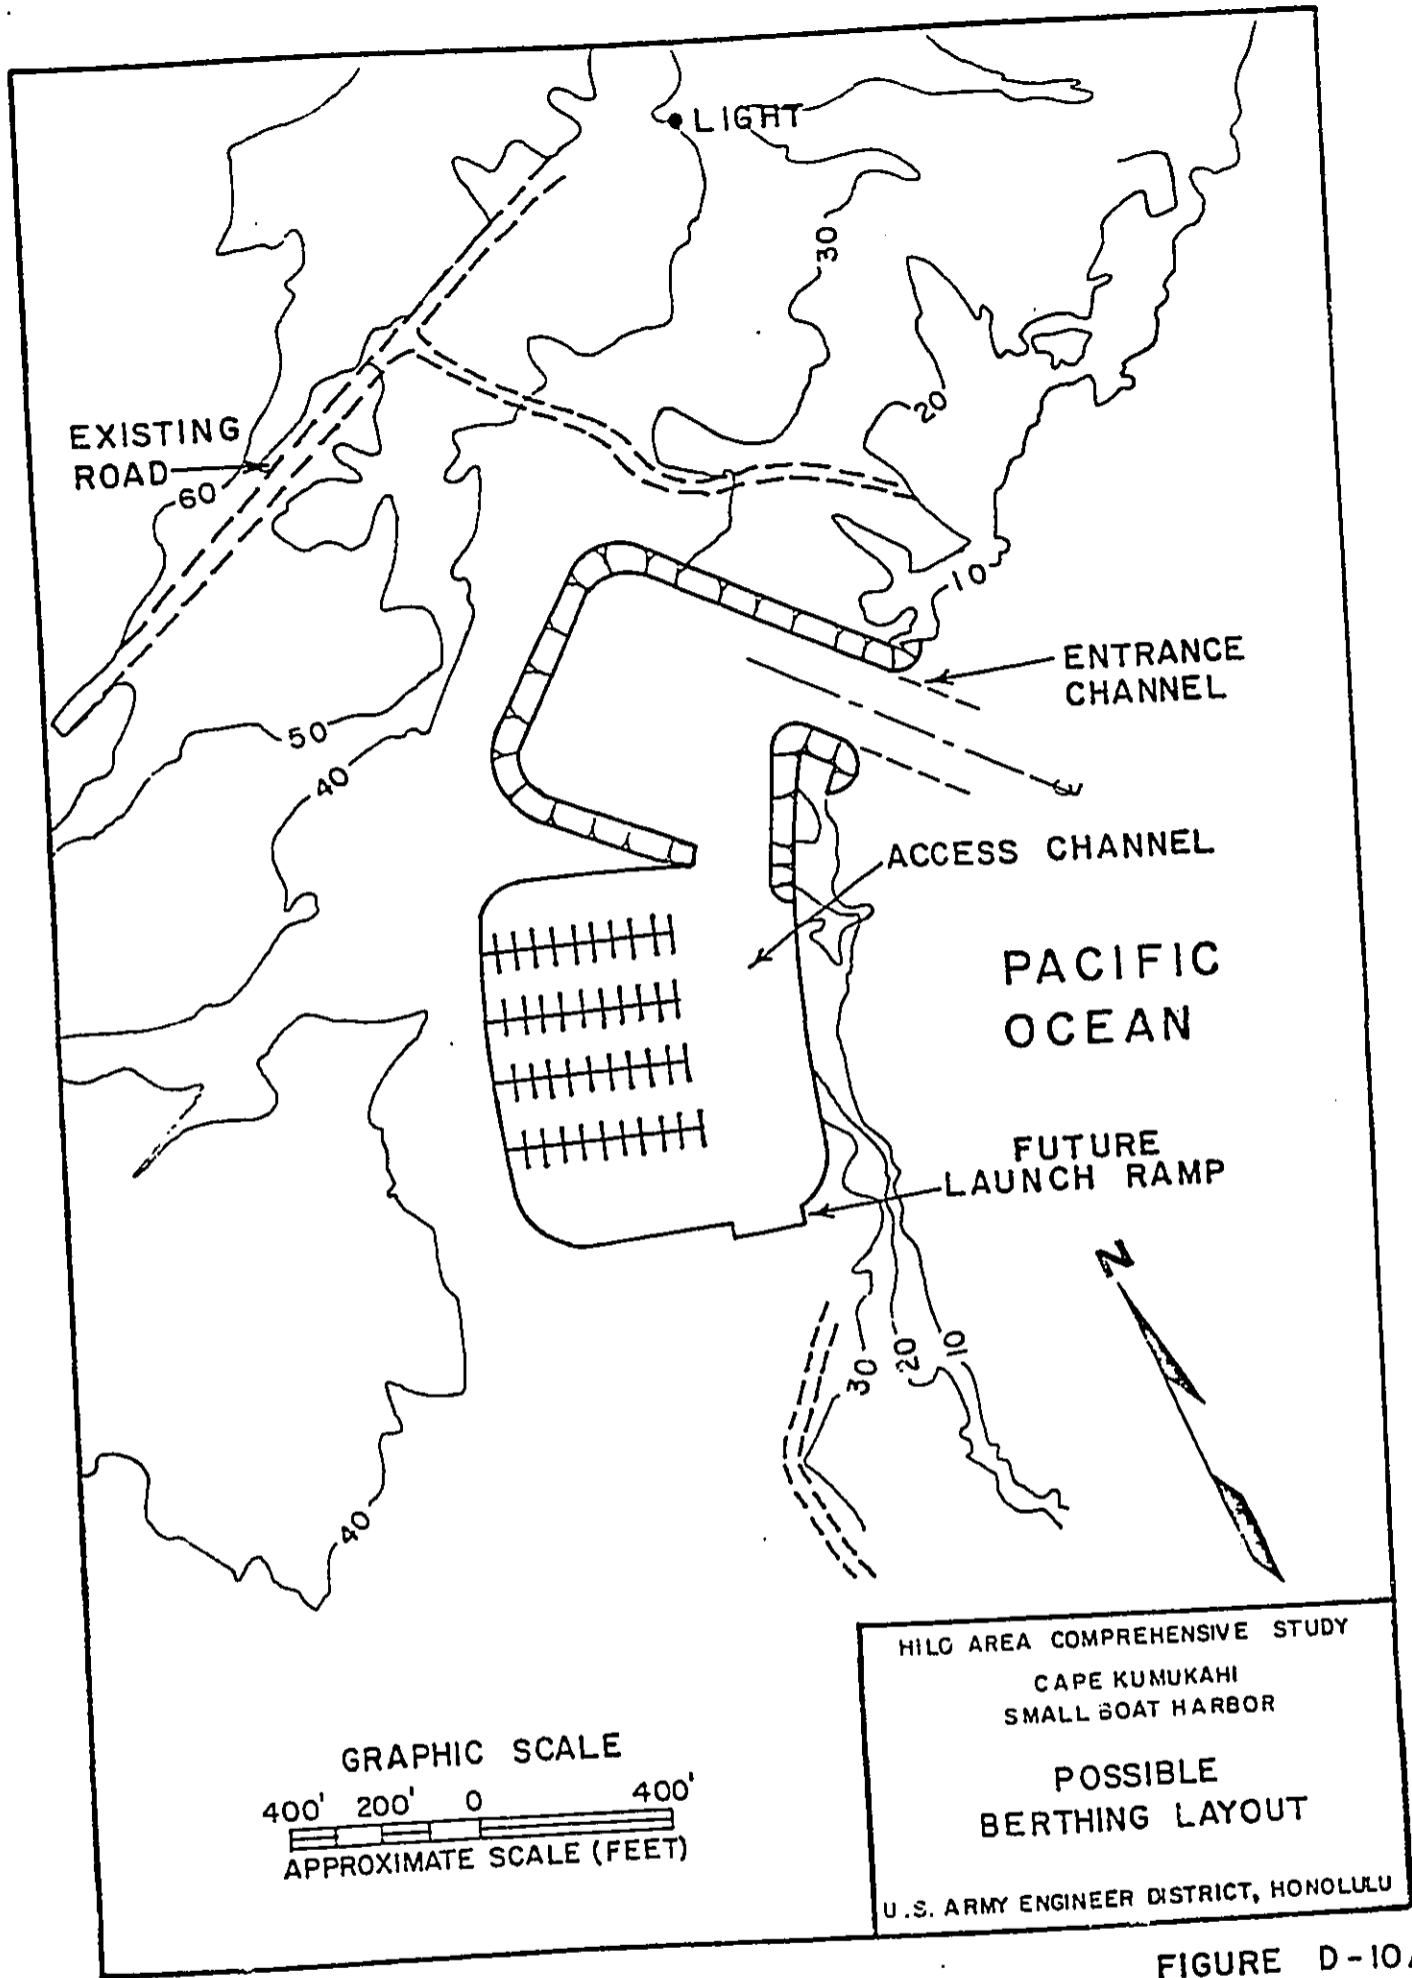 LIGHT
30
20
EXISTING
ROAD
60
10
ENTRANCE
CHANNEL
50
40
ACCESS CHANNEL
PACIFIC
OCEAN
FUTURE
LAUNCH RAMP
N
30
20
10
40
HILO AREA COMPREHENSIVE STUDY
CAPE KUMUKAHI
SMALL BOAT HARBOR
POSSIBLE
BERTHING LAYOUT
U.S. ARMY ENGINEER DISTRICT, HONOLULU
GRAPHIC SCALE
400' 200' 0 400'
APPROXIMATE SCALE (FEET)
FIGURE D-10